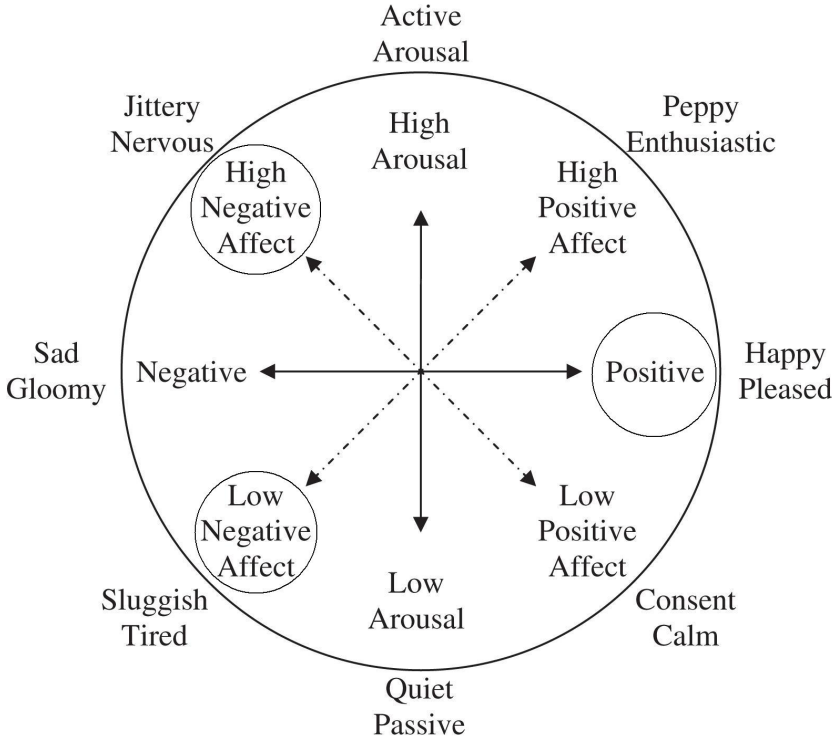 Active
Arousal
Jittery
Nervous
Peppy
Enthusiastic
High
Arousal
High
Negative
Affect
High
Positive
Affect
Sad
Gloomy
Negative
Positive
Happy
Pleased
Low
Negative
Affect
Low
Positive
Affect
Low
Arousal
Sluggish
Tired
Consent
Calm
Quiet
Passive